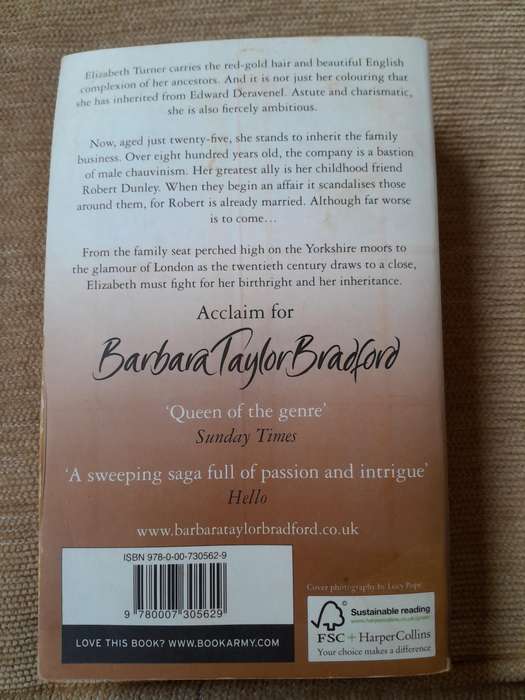 Elizabeth Turner carries the red-gold hair and beautiful English
complexion of her ancestors. And it is not just her colouring that
she has inherited from Edward Deravenel. Astute and charismatic,
she is also fiercely ambitious.
Now, aged just twenty-five, she stands to inherit the family
business. Over eight hundred years old, the company is a bastion
of male chauvinism. Her greatest ally is her childhood friend
Robert Dunley. When they begin an affair it scandalises those
around them, for Robert is already married. Although far worse
is to come…
From the family seat perched high on the Yorkshire moors to
the glamour of London as the twentieth century draws to a close,
Elizabeth must fight for her birthright and her inheritance.
Acclaim for
Barbara Taylor Bradford
'Queen of the genre'
Sunday Times
'A sweeping saga full of passion and intrigue'
Hello
www.barbarataylorbradford.co.uk
ISBN 978-0-00-730562-9
9 780007 305629
LOVE THIS BOOK? WWW.BOOKARMY.COM
Cover photography by Lucy Pope
Sustainable reading
FSC + HarperCollins
Your choice makes a difference